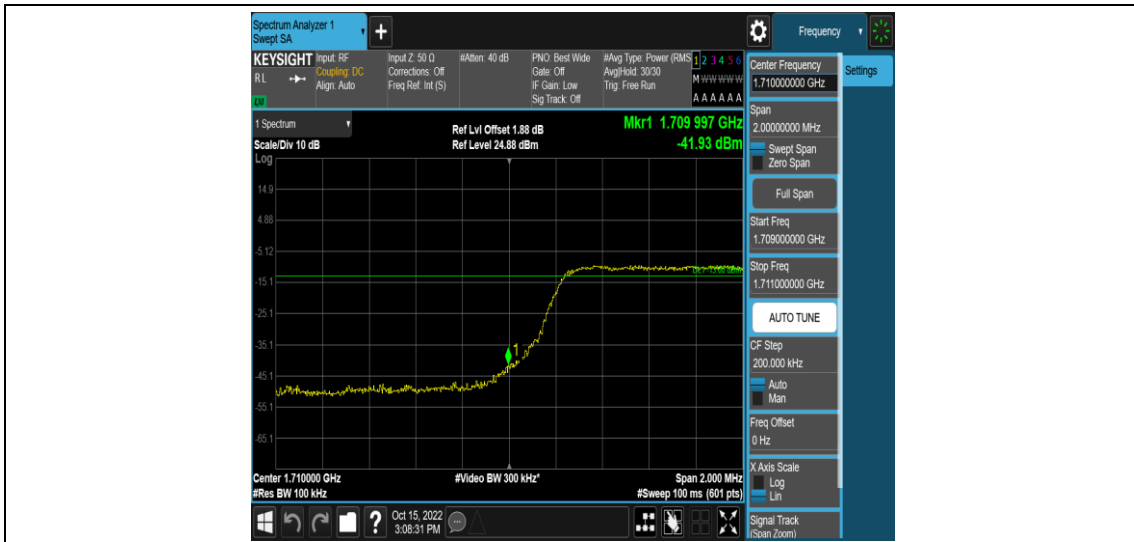 Spectrum Analyzer 1
Swept SA
+
Frequency
KEYSIGHT
Input: RF
Input Z: 50 Ω
#Atten: 40 dB
PNO: Best Wide
#Avg Type: Power (RMS
1 2 3 4 5 6
RL
Coupling: DC
Corrections: Off
Gate: Off
Avg|Hold: 30/30
M W W W W W
Align: Auto
Freq Ref: Int (S)
IF Gain: Low
Trig: Free Run
Sig Track: Off
A A A A A A
1 Spectrum
Ref Lvl Offset 1.88 dB
Mkr1 1.709 997 GHz
Scale/Div 10 dB
Ref Level 24.88 dBm
-41.93 dBm
Log
14.9
4.88
-5.12
-15.1
-25.1
-35.1
1
-45.1
-55.1
-65.1
Center 1.710000 GHz
#Video BW 300 kHz*
Span 2.000 MHz
#Res BW 100 kHz
#Sweep 100 ms (601 pts)
?
Oct 15, 2022
3:08:31 PM
Center Frequency
1.710000000 GHz
Settings
Span
2.00000000 MHz
Swept Span
Zero Span
Full Span
Start Freq
1.709000000 GHz
Stop Freq
1.711000000 GHz
AUTO TUNE
CF Step
200.000 kHz
Auto
Man
Freq Offset
0 Hz
X Axis Scale
Log
Lin
Signal Track
(Span Zoom)